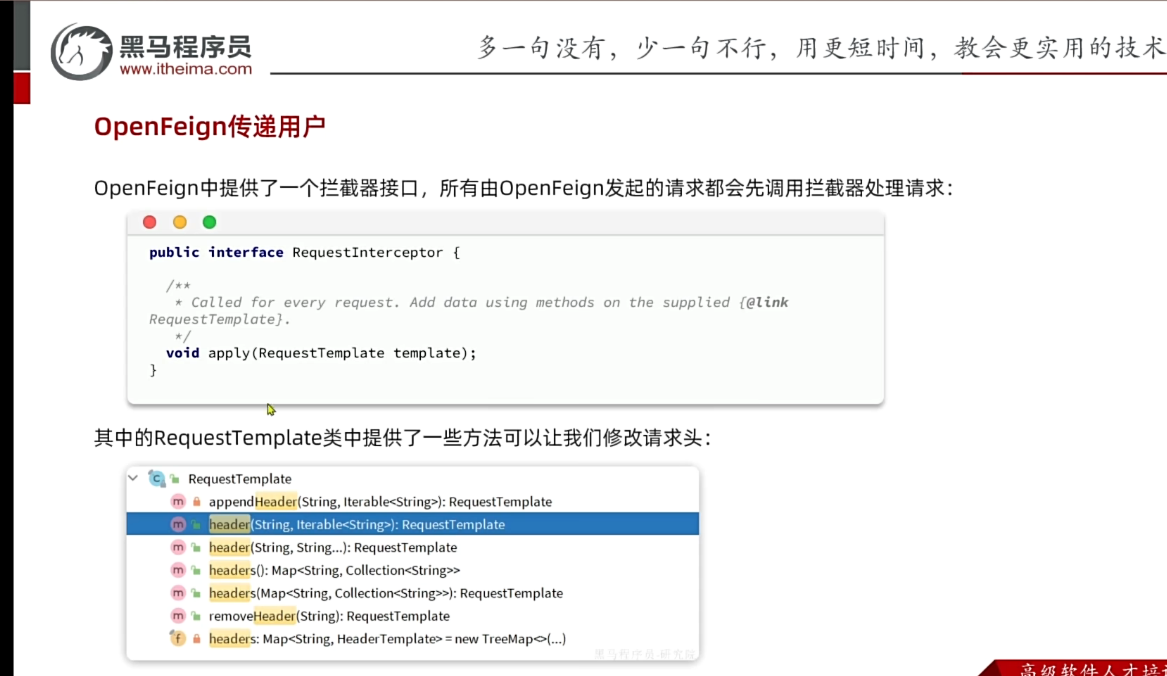 黑马程序员
www.itheima.com
多一句没有，少一句不行，用更短时间，教会更实用的技术
OpenFeign传递用户
OpenFeign中提供了一个拦截器接口，所有由OpenFeign发起的请求都会先调用拦截器处理请求：
public interface RequestInterceptor {
/**
* Called for every request. Add data using methods on the supplied {@link
RequestTemplate}.
*/
void apply(RequestTemplate template);
}
其中的RequestTemplate类中提供了一些方法可以让我们修改请求头：
RequestTemplate
appendHeader(String, Iterable<String>): RequestTemplate
header(String, Iterable<String>): RequestTemplate
header(String, String...): RequestTemplate
headers(): Map<String, Collection<String>>
headers(Map<String, Collection<String>>): RequestTemplate
removeHeader(String): RequestTemplate
headers: Map<String, HeaderTemplate> = new TreeMap<>(...)
黑马程序员·研究院
高级软件人才培